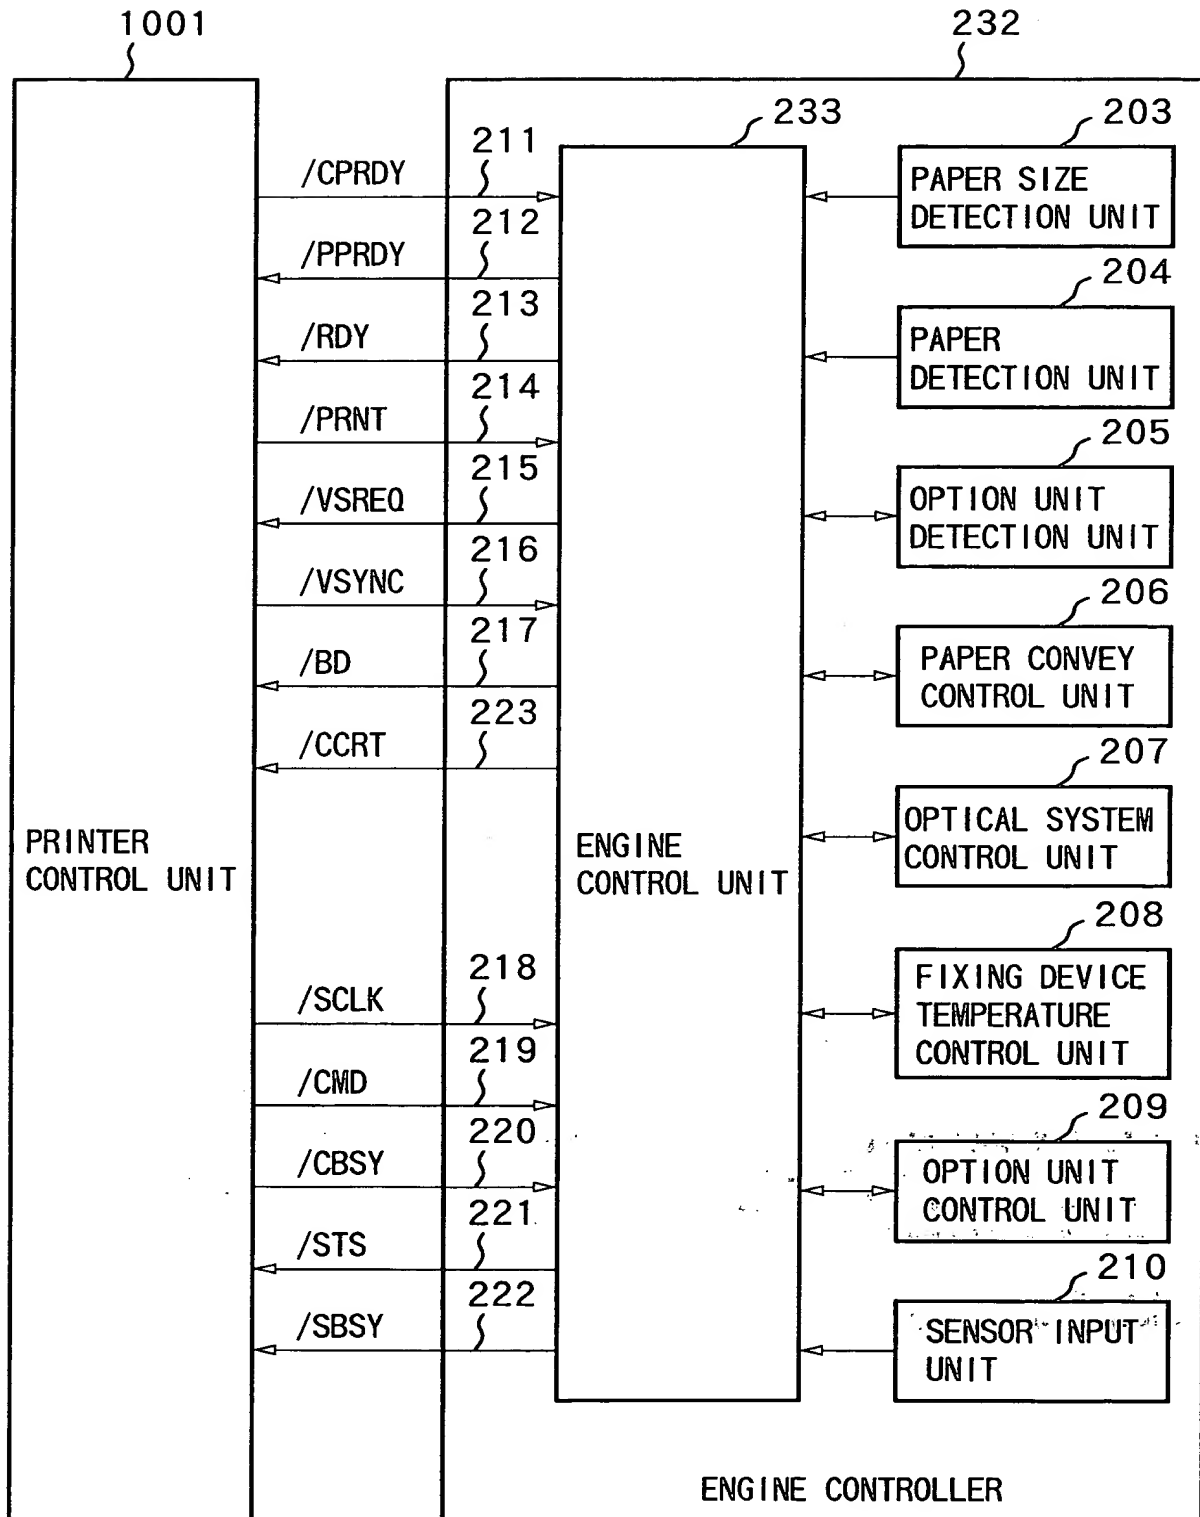 1001
232
233
203
/CPRDY
211
PAPER SIZE
DETECTION UNIT
/PPRDY
212
204
/RDY
213
PAPER
DETECTION UNIT
/PRNT
214
205
/VSREQ
215
OPTION UNIT
DETECTION UNIT
/VSYNC
216
206
/BD
217
PAPER CONVEY
CONTROL UNIT
/CCRT
223
207
PRINTER
CONTROL UNIT
ENGINE
CONTROL UNIT
OPTICAL SYSTEM
CONTROL UNIT
208
/SCLK
218
FIXING DEVICE
TEMPERATURE
CONTROL UNIT
/CMD
219
209
/CBSY
220
OPTION UNIT
CONTROL UNIT
/STS
221
210
/SBSY
222
SENSOR INPUT
UNIT
ENGINE CONTROLLER